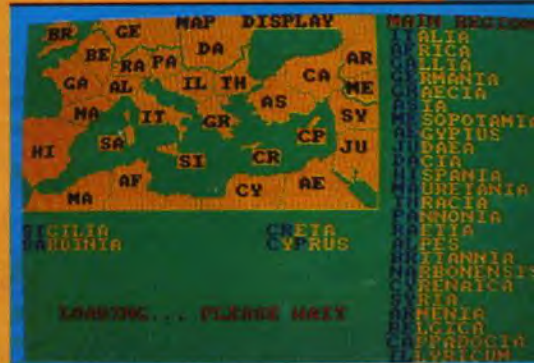 MAP DISPLAY
BR GE
BE DA
RA PA AR
GA AL IL TH CA ME
NA IT AS
GR SY
HI SA CP
SI CR JU
MA AF CY AE
SICILIA CRETA
SARDINIA CYPRUS
LOADING... PLEASE WAIT
MAIN REGION
ITALIA
AFRICA
GALLIA
GERMANIA
GRAECIA
ASIA
MESOPOTAMIA
AEGYPTUS
JUDAEA
DACIA
HISPANIA
MAURETANIA
THRACIA
PANNONIA
RAETIA
ALPES
BRITANNIA
NARBONENSIS
CYRENAICA
SYRIA
ARMENIA
BELGICA
CAPPADOCIA
ILLYRICUM